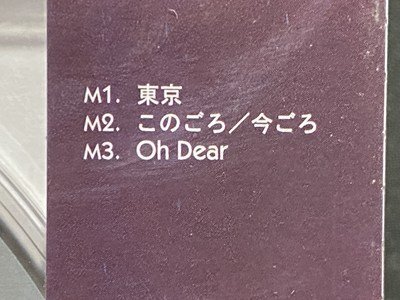 M1. 東京
M2. このごろ／今ごろ
M3. Oh Dear